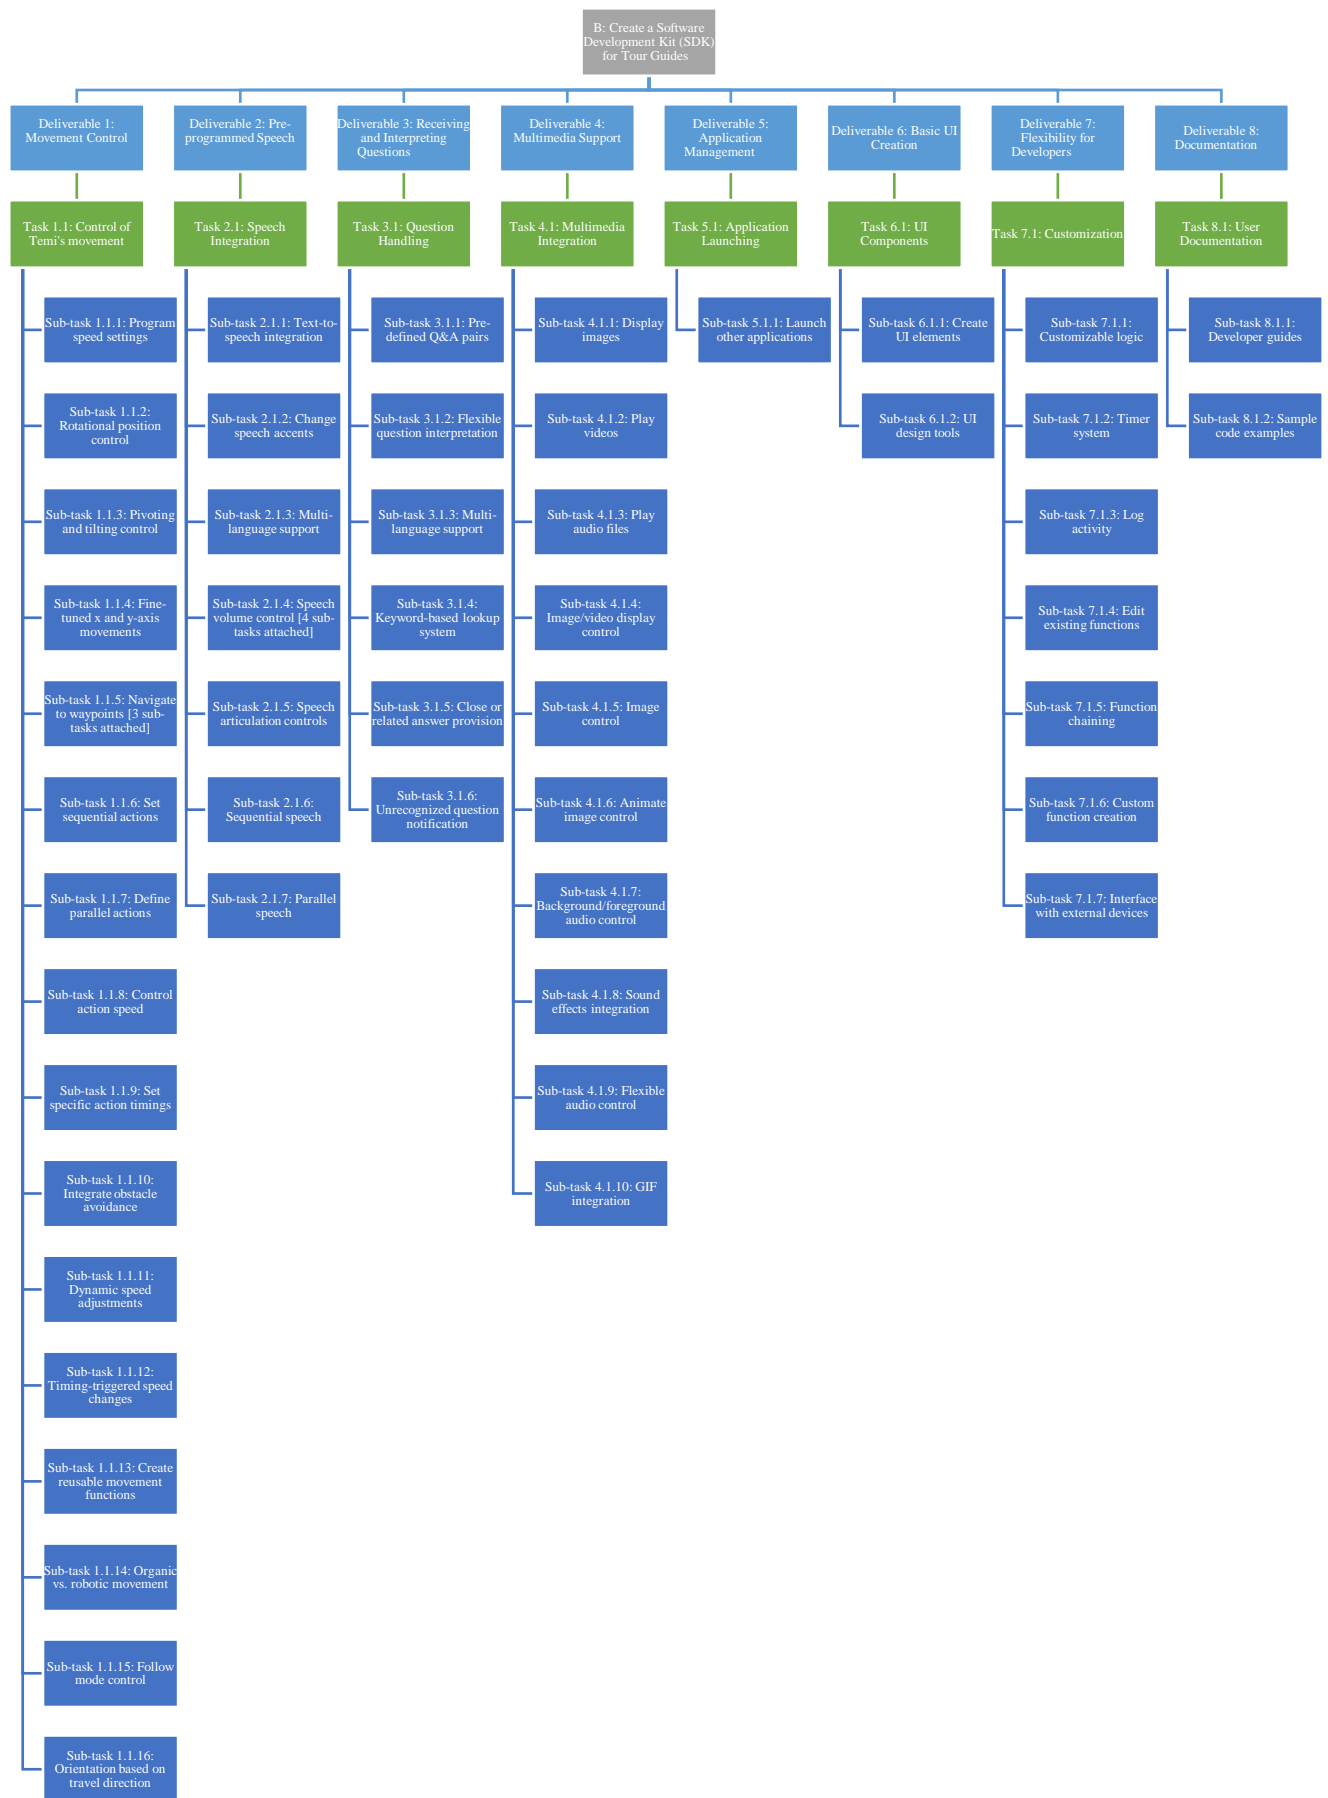 B: Create a Software
Development Kit (SDK)
for Tour Guides
Deliverable 1:
Movement Control
Deliverable 2: Pre-
programmed Speech
Deliverable 3: Receiving
and Interpreting
Questions
Deliverable 4:
Multimedia Support
Deliverable 5:
Application
Management
Deliverable 6: Basic UI
Creation
Deliverable 7:
Flexibility for
Developers
Deliverable 8:
Documentation
Task 1.1: Control of
Temi's movement
Task 2.1: Speech
Integration
Task 3.1: Question
Handling
Task 4.1: Multimedia
Integration
Task 5.1: Application
Launching
Task 6.1: UI
Components
Task 7.1: Customization
Task 8.1: User
Documentation
Sub-task 1.1.1: Program
speed settings
Sub-task 1.1.2:
Rotational position
control
Sub-task 1.1.3: Pivoting
and tilting control
Sub-task 1.1.4: Fine-
tuned x and y-axis
movements
Sub-task 1.1.5: Navigate
to waypoints [3 sub-
tasks attached]
Sub-task 1.1.6: Set
sequential actions
Sub-task 1.1.7: Define
parallel actions
Sub-task 1.1.8: Control
action speed
Sub-task 1.1.9: Set
specific action timings
Sub-task 1.1.10:
Integrate obstacle
avoidance
Sub-task 1.1.11:
Dynamic speed
adjustments
Sub-task 1.1.12:
Timing-triggered speed
changes
Sub-task 1.1.13: Create
reusable movement
functions
Sub-task 1.1.14: Organic
vs. robotic movement
Sub-task 1.1.15: Follow
mode control
Sub-task 1.1.16:
Orientation based on
travel direction
Sub-task 2.1.1: Text-to-
speech integration
Sub-task 2.1.2: Change
speech accents
Sub-task 2.1.3: Multi-
language support
Sub-task 2.1.4: Speech
volume control [4 sub-
tasks attached]
Sub-task 2.1.5: Speech
articulation controls
Sub-task 2.1.6:
Sequential speech
Sub-task 2.1.7: Parallel
speech
Sub-task 3.1.1: Pre-
defined Q&A pairs
Sub-task 3.1.2: Flexible
question interpretation
Sub-task 3.1.3: Multi-
language support
Sub-task 3.1.4:
Keyword-based lookup
system
Sub-task 3.1.5: Close or
related answer provision
Sub-task 3.1.6:
Unrecognized question
notification
Sub-task 4.1.1: Display
images
Sub-task 4.1.2: Play
videos
Sub-task 4.1.3: Play
audio files
Sub-task 4.1.4:
Image/video display
control
Sub-task 4.1.5: Image
control
Sub-task 4.1.6: Animate
image control
Sub-task 4.1.7:
Background/foreground
audio control
Sub-task 4.1.8: Sound
effects integration
Sub-task 4.1.9: Flexible
audio control
Sub-task 4.1.10: GIF
integration
Sub-task 5.1.1: Launch
other applications
Sub-task 6.1.1: Create
UI elements
Sub-task 6.1.2: UI
design tools
Sub-task 7.1.1:
Customizable logic
Sub-task 7.1.2: Timer
system
Sub-task 7.1.3: Log
activity
Sub-task 7.1.4: Edit
existing functions
Sub-task 7.1.5: Function
chaining
Sub-task 7.1.6: Custom
function creation
Sub-task 7.1.7: Interface
with external devices
Sub-task 8.1.1:
Developer guides
Sub-task 8.1.2: Sample
code examples